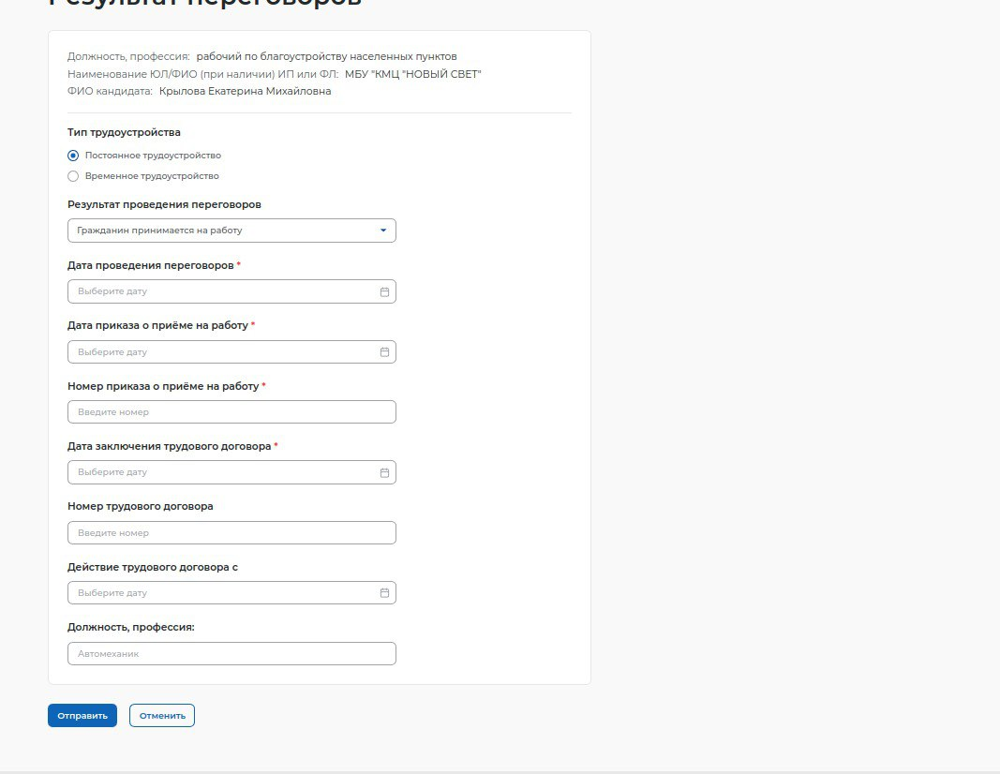 Результат переговоров
Должность, профессия: рабочий по благоустройству населенных пунктов
Наименование ЮЛ/ФИО (при наличии) ИП или ФЛ: МБУ "КМЦ "НОВЫЙ СВЕТ"
ФИО кандидата: Крылова Екатерина Михайловна
Тип трудоустройства
Постоянное трудоустройство
Временное трудоустройство
Результат проведения переговоров
Гражданин принимается на работу
Дата проведения переговоров *
Выберите дату
Дата приказа о приёме на работу *
Выберите дату
Номер приказа о приёме на работу *
Введите номер
Дата заключения трудового договора *
Выберите дату
Номер трудового договора
Введите номер
Действие трудового договора с
Выберите дату
Должность, профессия:
Автомеханик
Отправить Отменить